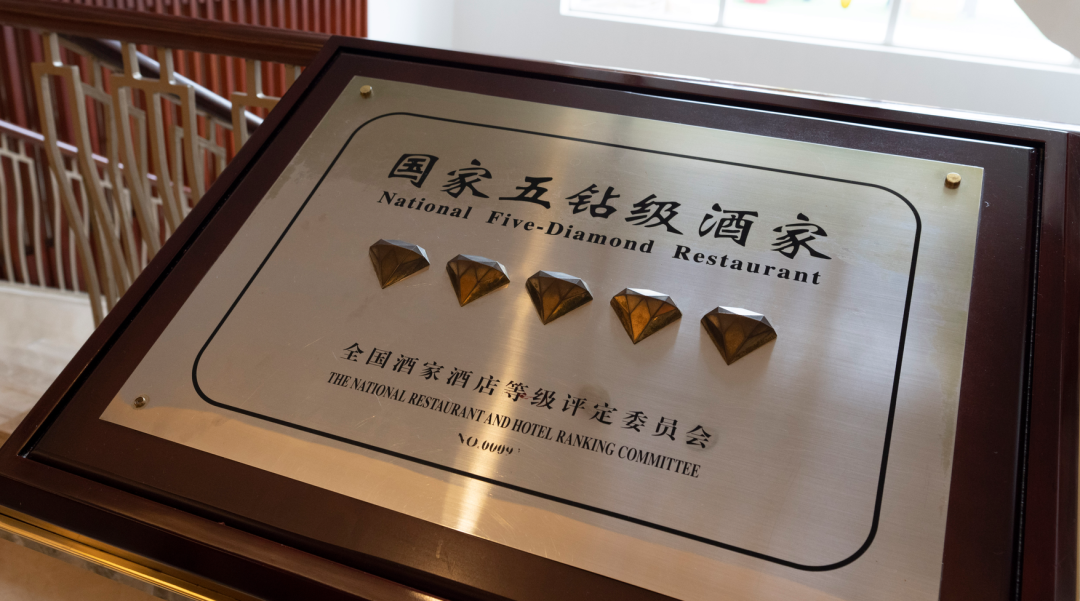 国家五钻级酒家
National Five-Diamond Restaurant
全国酒家酒店等级评定委员会
THE NATIONAL RESTAURANT AND HOTEL RANKING COMMITTEE
NO.